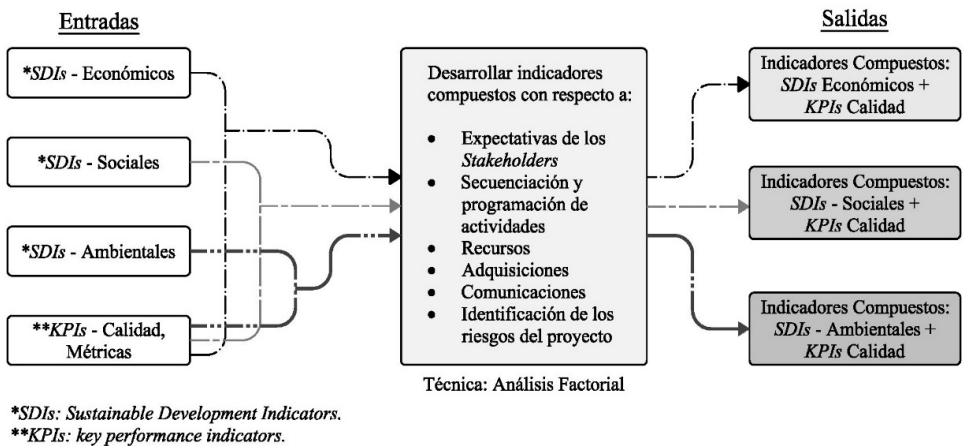 Entradas
*SDIs - Económicos
*SDIs - Sociales
*SDIs - Ambientales
**KPIs - Calidad,
Métricas
Desarrollar indicadores
compuestos con respecto a:
• Expectativas de los
Stakeholders
• Secuenciación y
programación de
actividades
• Recursos
• Adquisiciones
• Comunicaciones
• Identificación de los
riesgos del proyecto
Técnica: Análisis Factorial
Salidas
Indicadores Compuestos:
SDIs Económicos +
KPIs Calidad
Indicadores Compuestos:
SDIs - Sociales +
KPIs Calidad
Indicadores Compuestos:
SDIs - Ambientales +
KPIs Calidad
*SDIs: Sustainable Development Indicators.
**KPIs: key performance indicators.